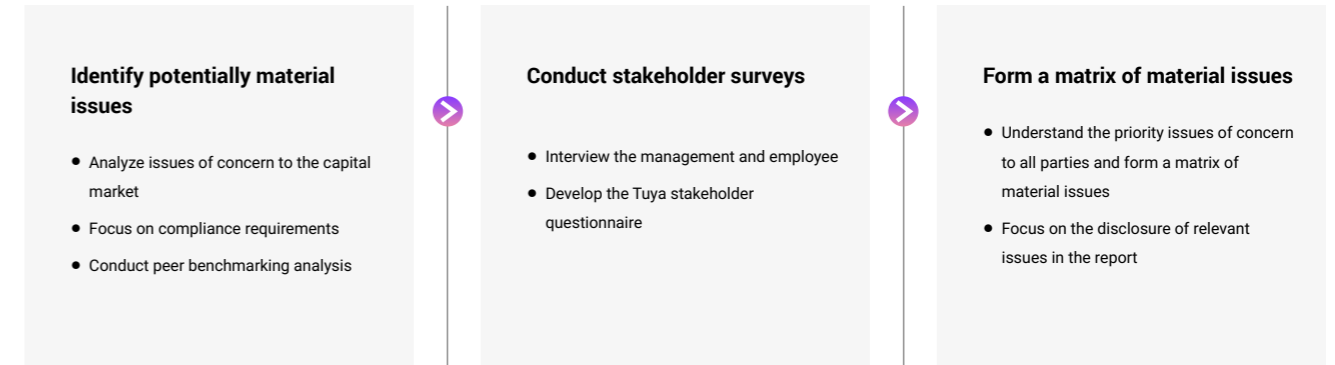 Identify potentially material
issues
● Analyze issues of concern to the capital
market
● Focus on compliance requirements
● Conduct peer benchmarking analysis
Conduct stakeholder surveys
● Interview the management and employee
● Develop the Tuya stakeholder
questionnaire
Form a matrix of material issues
● Understand the priority issues of concern
to all parties and form a matrix of
material issues
● Focus on the disclosure of relevant
issues in the report